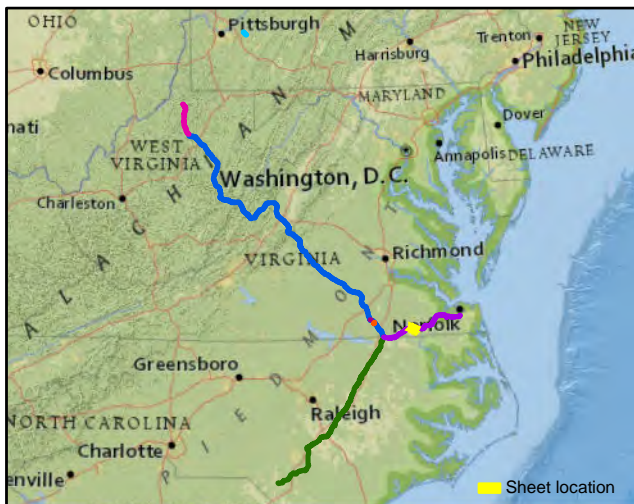 OHIO
Pittsburgh
NEW
JERSEY
Trenton
Harrisburg
Philadelphia
Columbus
MARYLAND
Dover
nati
WEST
VIRGINIA
Annapolis
DELAWARE
Washington, D.C.
Charleston
Richmond
VIRGINIA
A L A C H A N M
P I E D M O N T
Norfolk
Greensboro
Raleigh
NORTH CAROLINA
Charlotte
enville
Sheet location